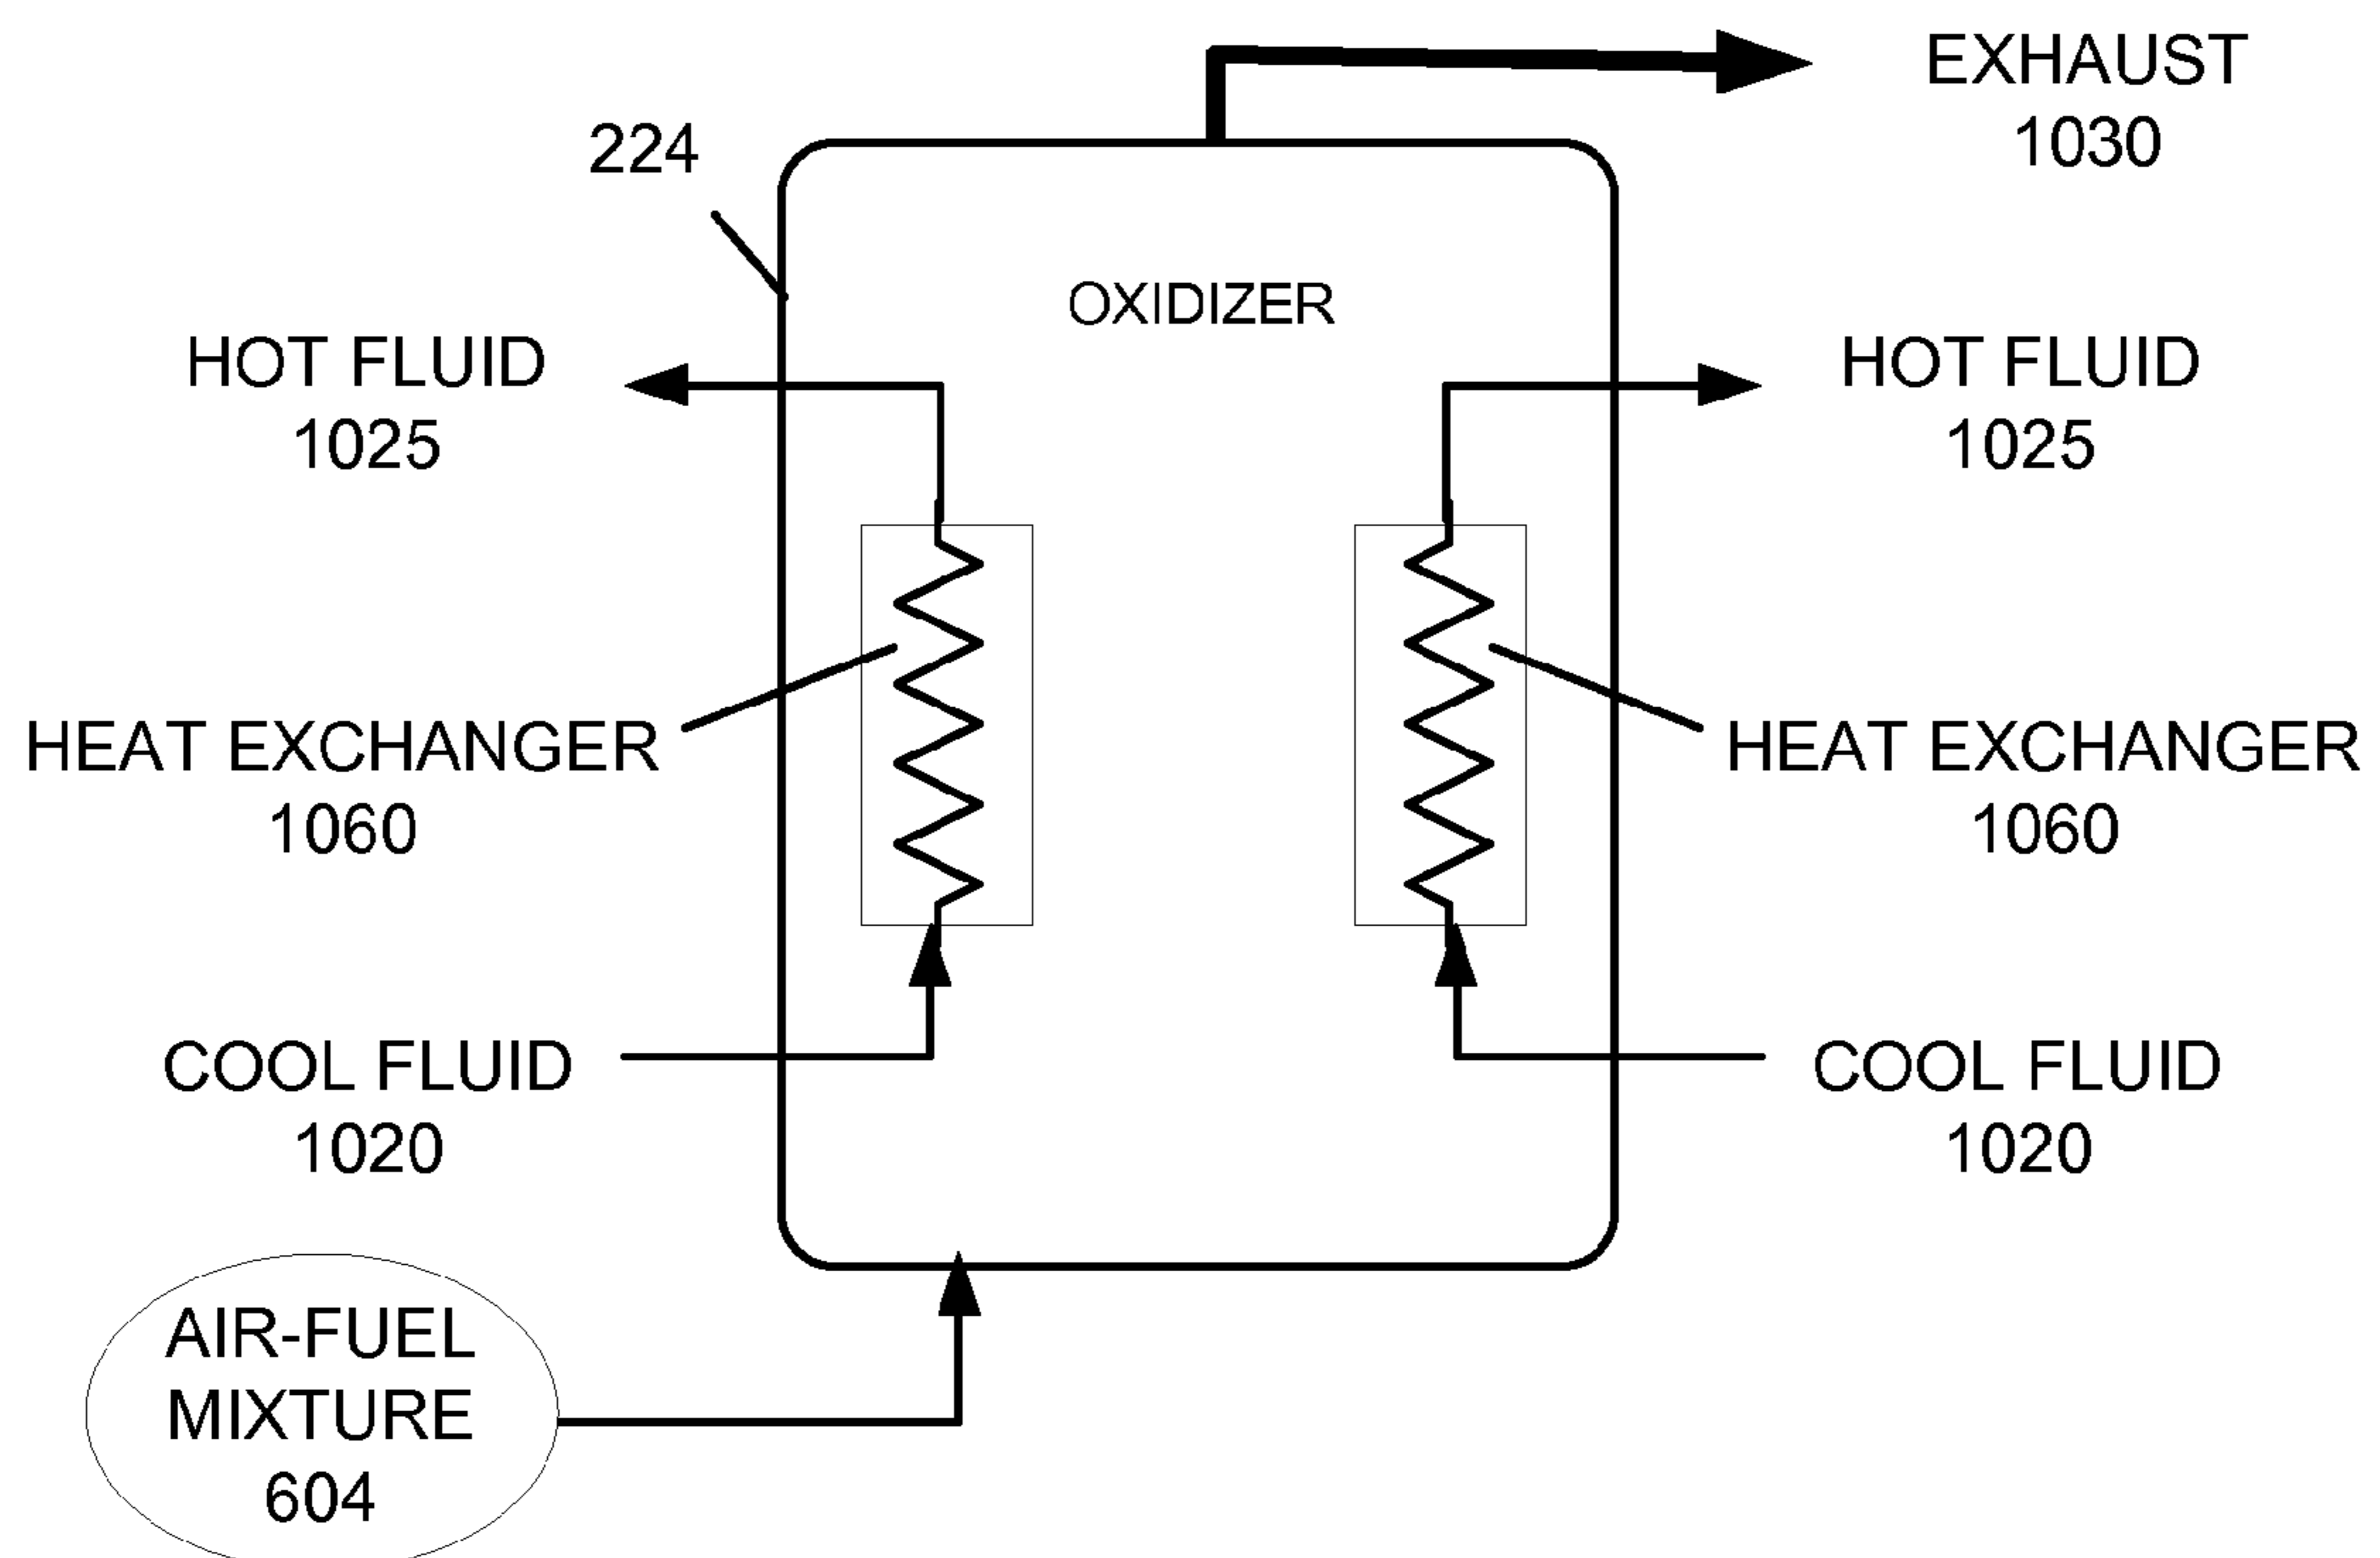 EXHAUST
1030
224
OXIDIZER
HOT FLUID
1025
HOT FLUID
1025
HEAT EXCHANGER
1060
HEAT EXCHANGER
1060
COOL FLUID
1020
COOL FLUID
1020
AIR-FUEL
MIXTURE
604